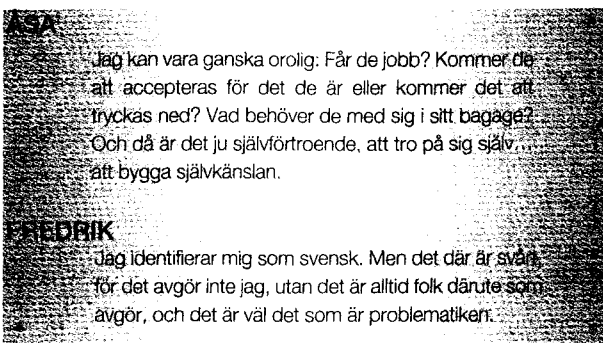 ÅSA
Jag kan vara ganska orolig: Får de jobb? Kommer de
att accepteras för det de är eller kommer det att
tryckas ned? Vad behöver de med sig i sitt bagage?
Och då är det ju självförtroende, att tro på sig själv...
att bygga självkänslan.
FREDRIK
Jag identifierar mig som svensk. Men det där är svårt,
för det avgör inte jag, utan det är alltid folk därute som
avgör, och det är väl det som är problematiken.